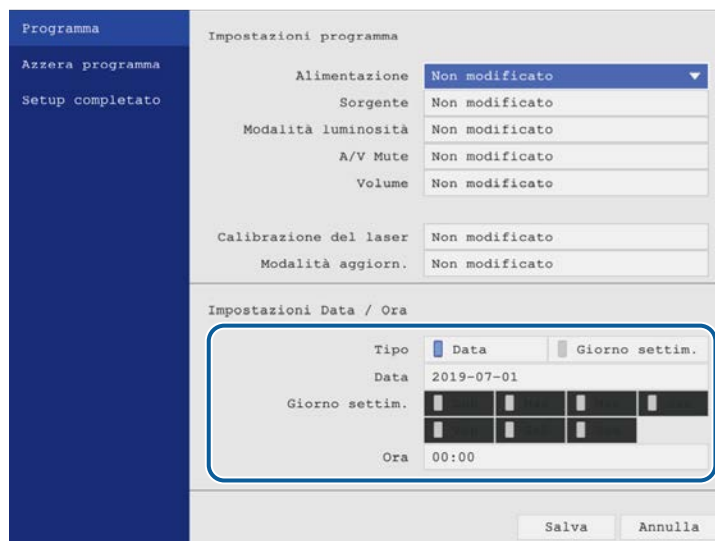 Programma
Azzera programma
Setup completato
Impostazioni programma
Alimentazione Non modificato
Sorgente Non modificato
Modalità luminosità Non modificato
A/V Mute Non modificato
Volume Non modificato
Calibrazione del laser Non modificato
Modalità aggiorn. Non modificato
Impostazioni Data / Ora
Tipo Data Giorno settim.
Data 2019-07-01
Giorno settim.
Ora 00:00
Salva Annulla